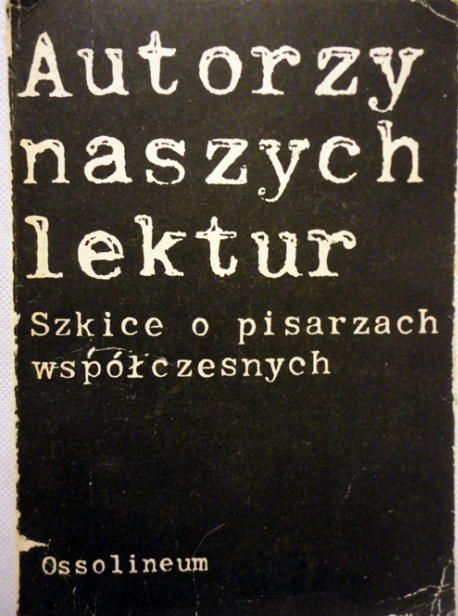 Autorzy
naszych
lektur
Szkice o pisarzach
współczesnych
Ossolineum